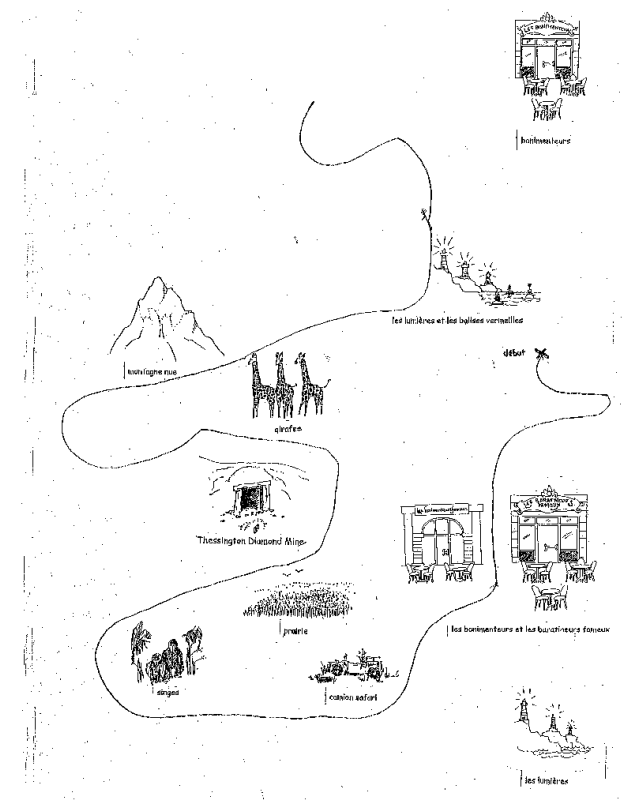 bonimenteurs
les lumières et les balises vermeilles
début
montagne nue
girafes
Thessington Diamond Mine
les bonimenteurs et les baratineurs fameux
prairie
singes
camion safari
les lumières